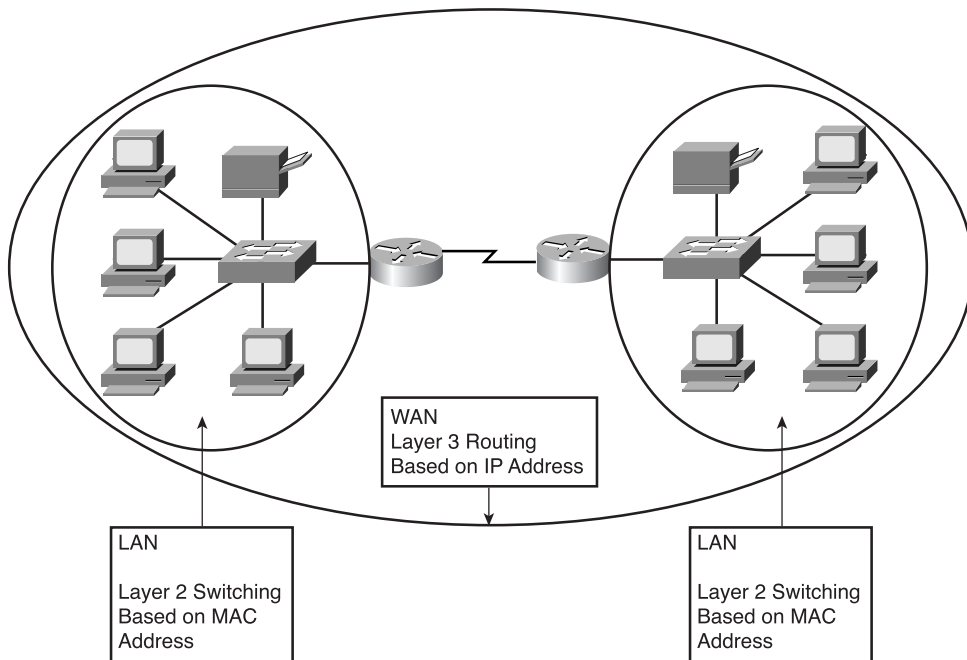 WAN
Layer 3 Routing
Based on IP Address
LAN
Layer 2 Switching
Based on MAC
Address
LAN
Layer 2 Switching
Based on MAC
Address